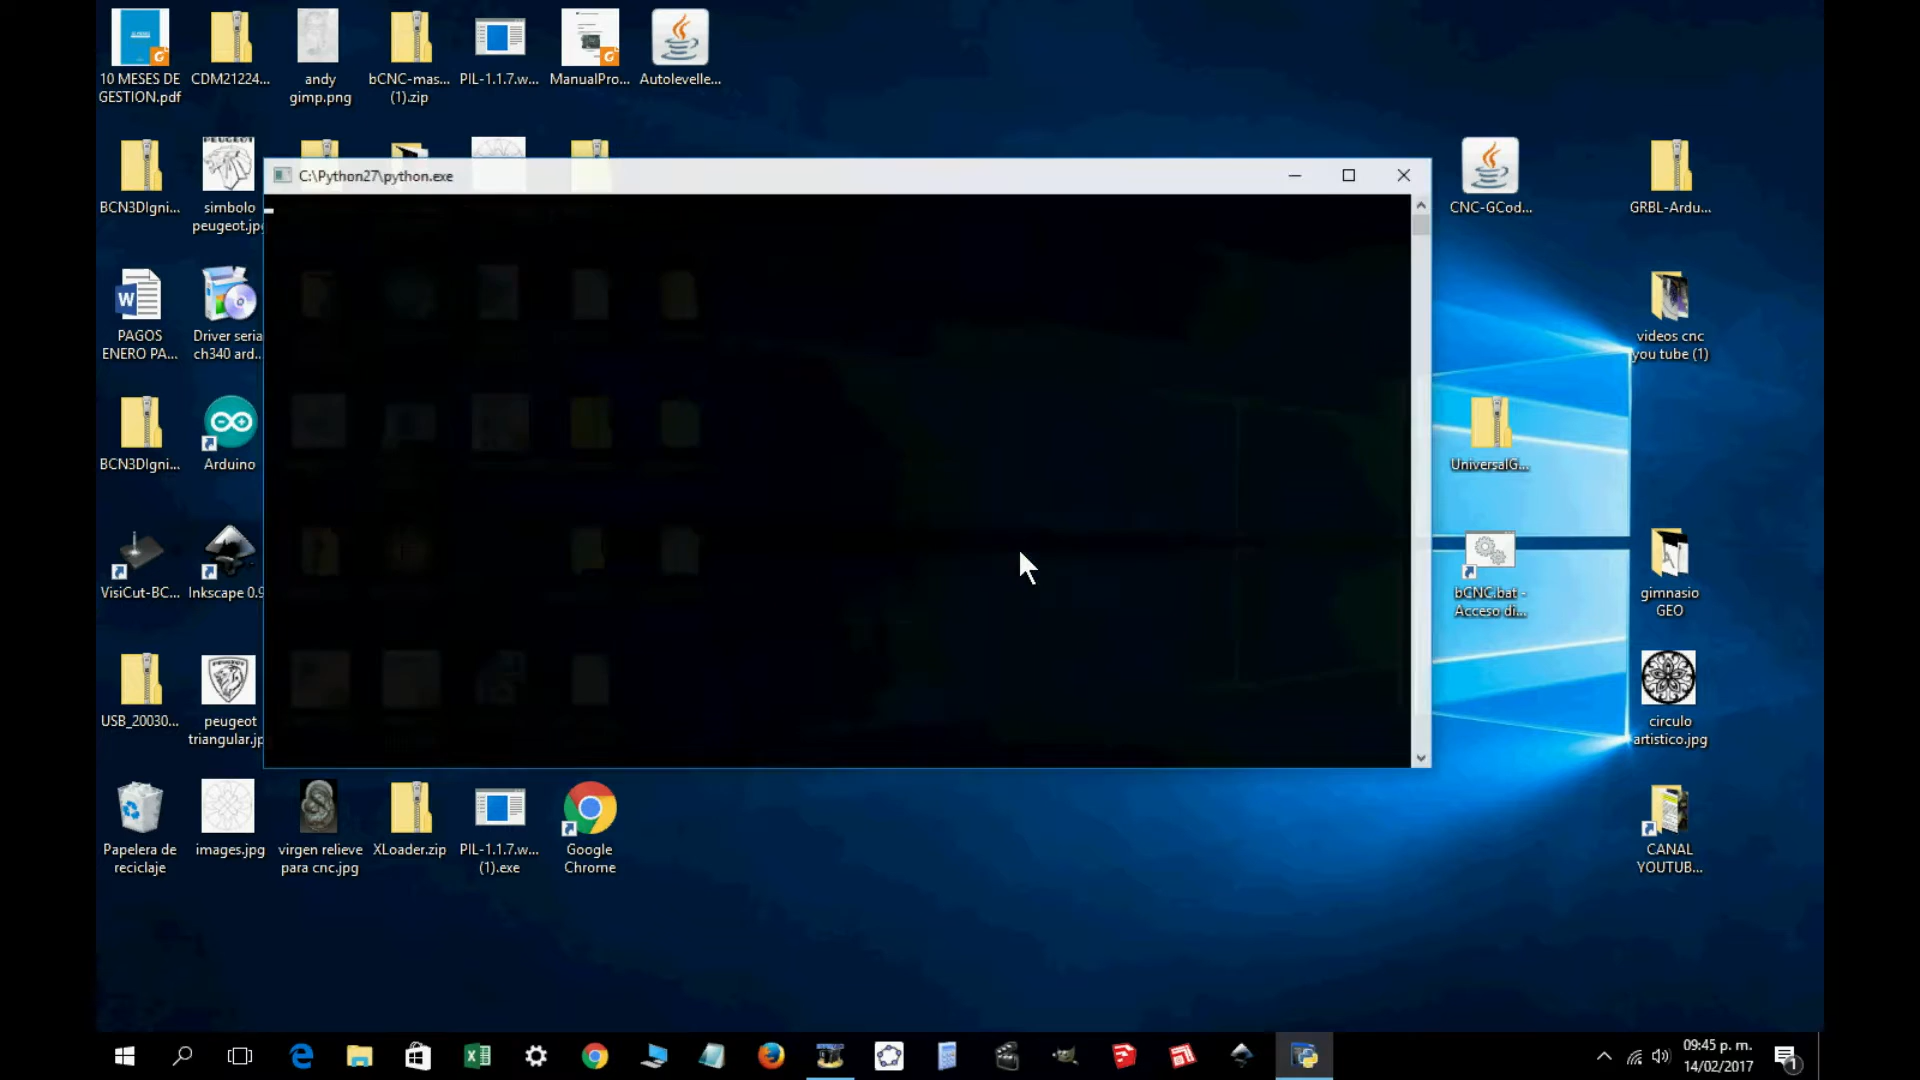 10 MESES DE
GESTION.pdf
CDM21224...
andy
gimp.png
bCNC-mas...
(1).zip
PIL-1.1.7.w...
ManualPro...
Autolevelle...
BCN3DIgni...
PEUGEOT
simbolo
peugeot.jp
C:\Python27\python.exe
CNC-GCod...
GRBL-Ardu...
W
PAGOS
ENERO PA...
Driver seria
ch340 ard...
videos cnc
you tube (1)
BCN3DIgni...
Arduino
UniversalG...
VisiCut-BC...
Inkscape 0.9
bCNC.bat -
Acceso di...
gimnasio
GEO
USB_20030...
peugeot
triangular.jp
circulo
artistico.jpg
Papelera de
reciclaje
images.jpg
virgen relieve
para cnc.jpg
XLoader.zip
PIL-1.1.7.w...
(1).exe
Google
Chrome
CANAL
YOUTUB...
09:45 p. m.
14/02/2017
1